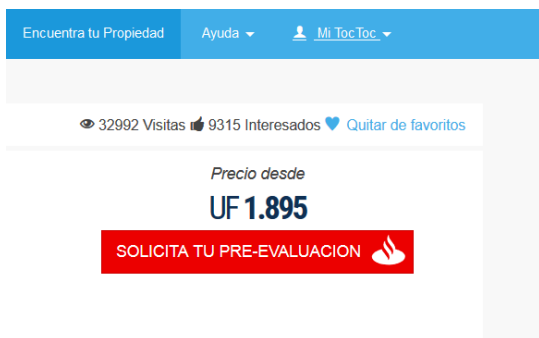 Encuentra tu Propiedad Ayuda Mi TocToc
32992 Visitas 9315 Interesados Quitar de favoritos
Precio desde
UF 1.895
SOLICITA TU PRE-EVALUACION